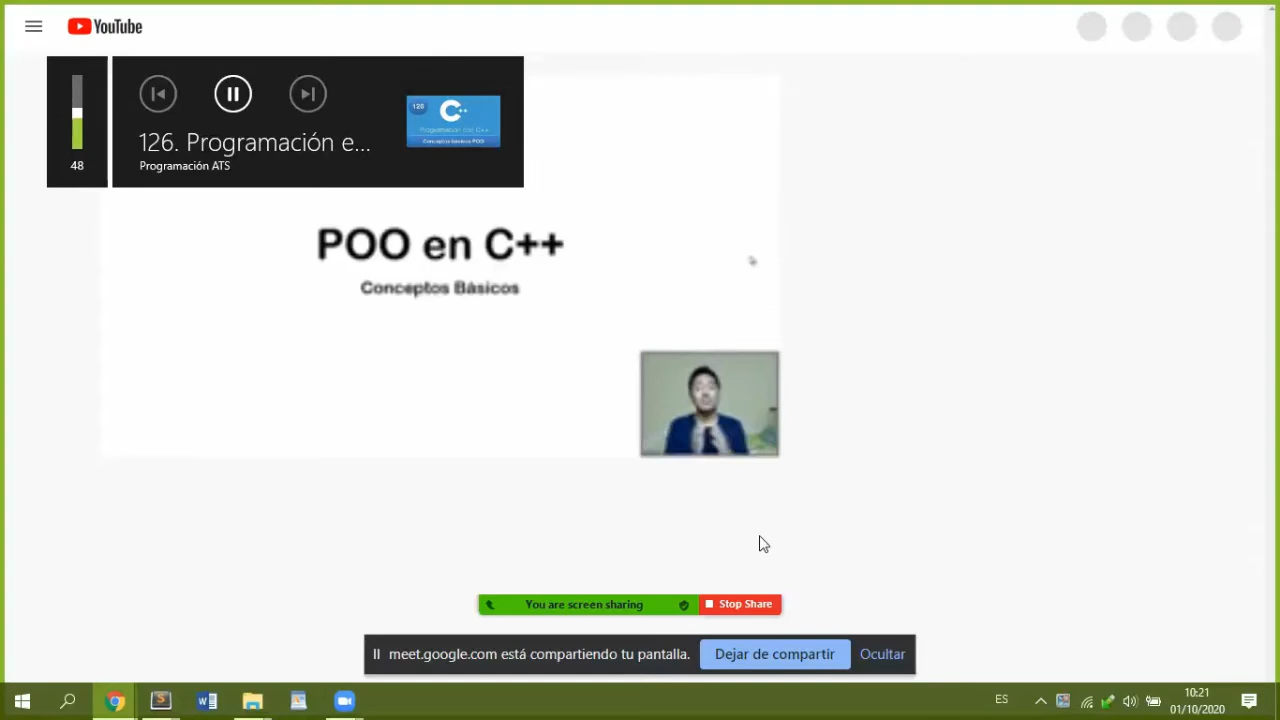 YouTube
126. Programación e...
Programación ATS
48
125
C++
Programación con C++
Conceptos básicos POO
POO en C++
Conceptos Básicos
You are screen sharing
Stop Share
meet.google.com está compartiendo tu pantalla.
Dejar de compartir
Ocultar
ES
10:21
01/10/2020